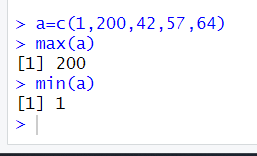 > a=c(1,200,42,57,64)
> max(a)
[1] 200
> min(a)
[1] 1
>